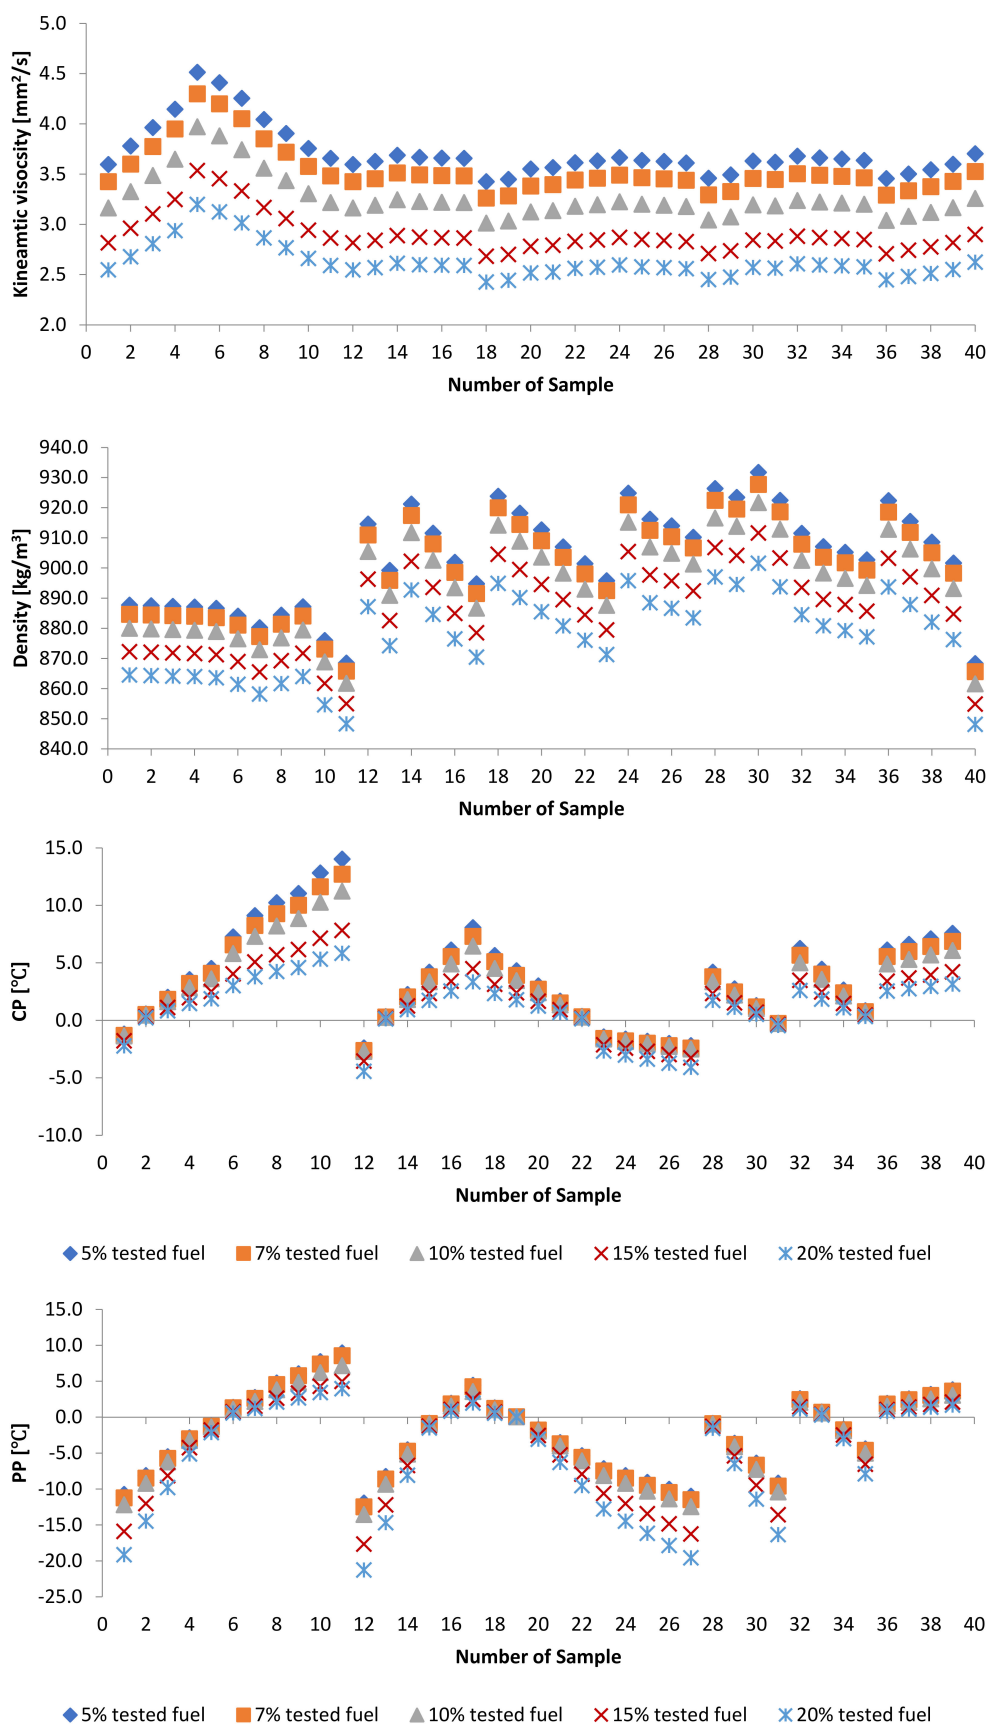 5.0
4.5
4.0
3.5
3.0
2.5
2.0
Kineamtic visocsity [mm²/s]
0 2 4 6 8 10 12 14 16 18 20 22 24 26 28 30 32 34 36 38 40
Number of Sample
940.0
930.0
920.0
910.0
900.0
890.0
880.0
870.0
860.0
850.0
840.0
Density [kg/m³]
0 2 4 6 8 10 12 14 16 18 20 22 24 26 28 30 32 34 36 38 40
Number of Sample
15.0
10.0
5.0
0.0
-5.0
-10.0
CP [°C]
0 2 4 6 8 10 12 14 16 18 20 22 24 26 28 30 32 34 36 38 40
Number of Sample
5% tested fuel 7% tested fuel 10% tested fuel 15% tested fuel 20% tested fuel
15.0
10.0
5.0
0.0
-5.0
-10.0
-15.0
-20.0
-25.0
PP [°C]
0 2 4 6 8 10 12 14 16 18 20 22 24 26 28 30 32 34 36 38 40
Number of Sample
5% tested fuel 7% tested fuel 10% tested fuel 15% tested fuel 20% tested fuel